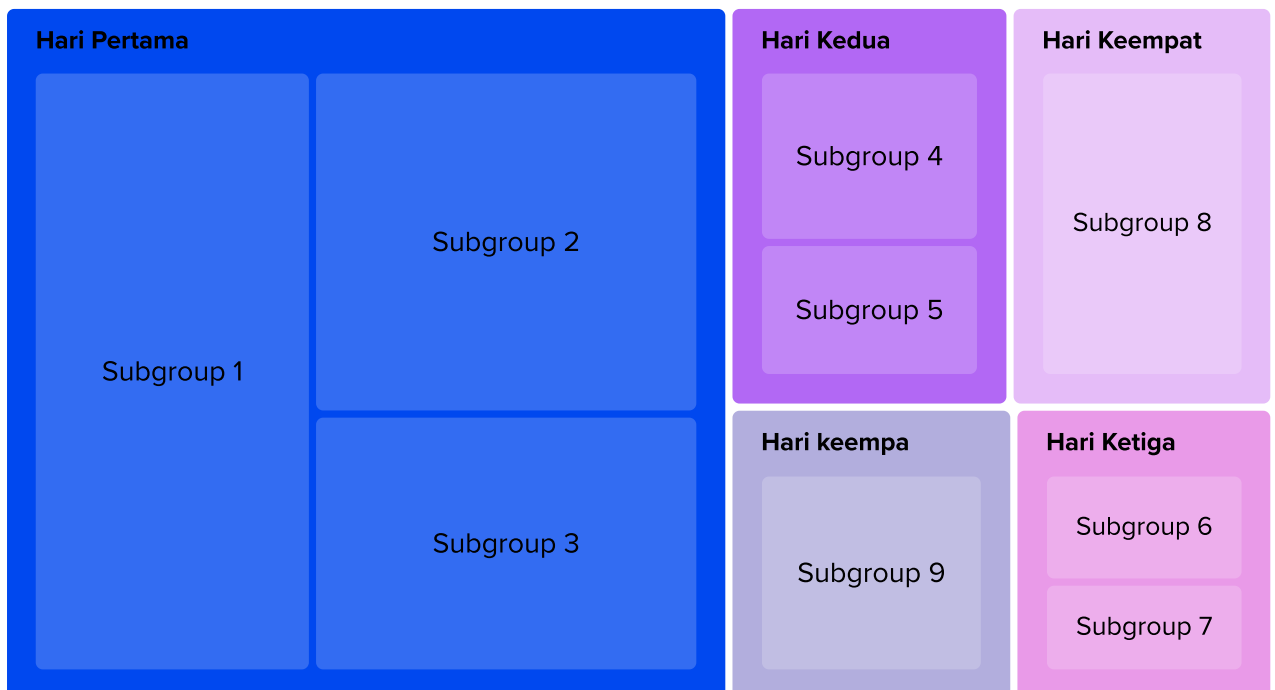 Hari Pertama
Subgroup 1
Subgroup 2
Subgroup 3
Hari Kedua
Subgroup 4
Subgroup 5
Hari Keempat
Subgroup 8
Hari keempa
Subgroup 9
Hari Ketiga
Subgroup 6
Subgroup 7